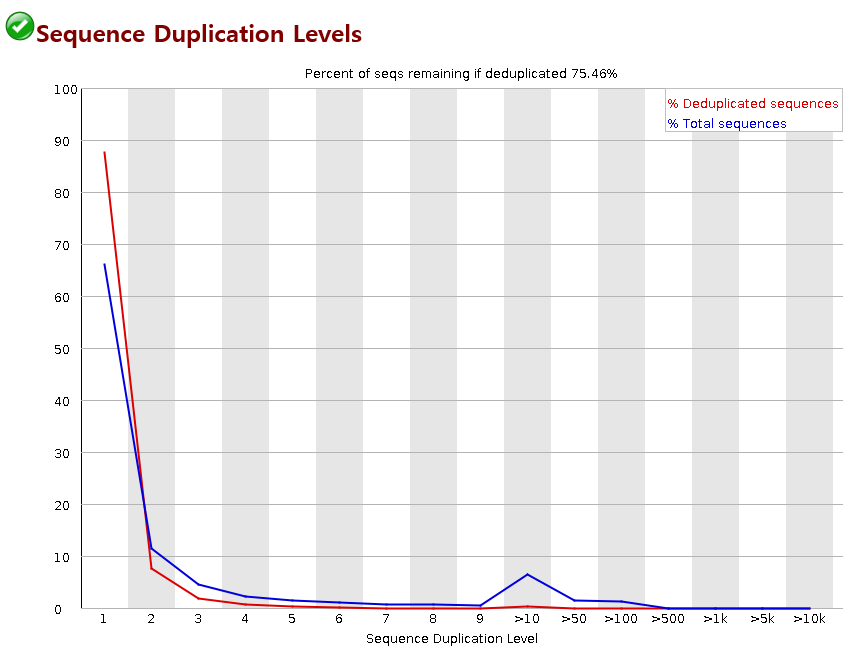 Sequence Duplication Levels
Percent of seqs remaining if deduplicated 75.46%
% Deduplicated sequences
% Total sequences
100
90
80
70
60
50
40
30
20
10
0
1 2 3 4 5 6 7 8 9 >10 >50 >100 >500 >1k >5k >10k
Sequence Duplication Level